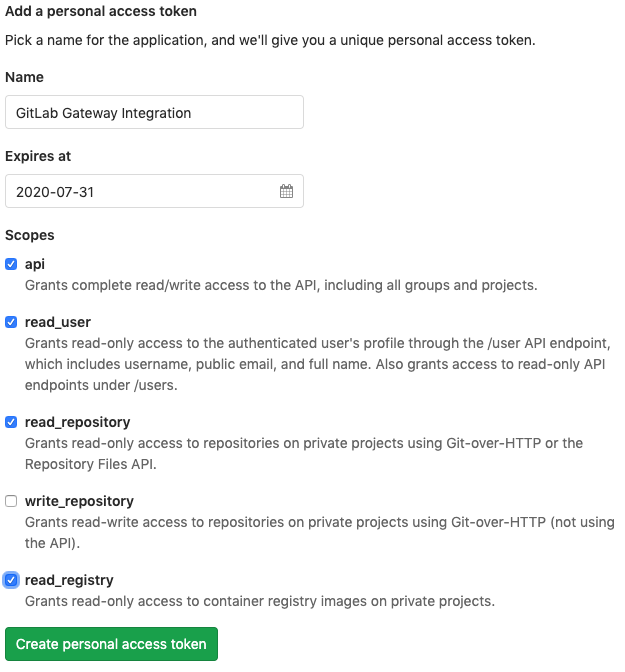 Add a personal access token
Pick a name for the application, and we'll give you a unique personal access token.
Name
GitLab Gateway Integration
Expires at
2020-07-31
Scopes
api
Grants complete read/write access to the API, including all groups and projects.
read_user
Grants read-only access to the authenticated user's profile through the /user API endpoint,
which includes username, public email, and full name. Also grants access to read-only API
endpoints under /users.
read_repository
Grants read-only access to repositories on private projects using Git-over-HTTP or the
Repository Files API.
write_repository
Grants read-write access to repositories on private projects using Git-over-HTTP (not using
the API).
read_registry
Grants read-only access to container registry images on private projects.
Create personal access token